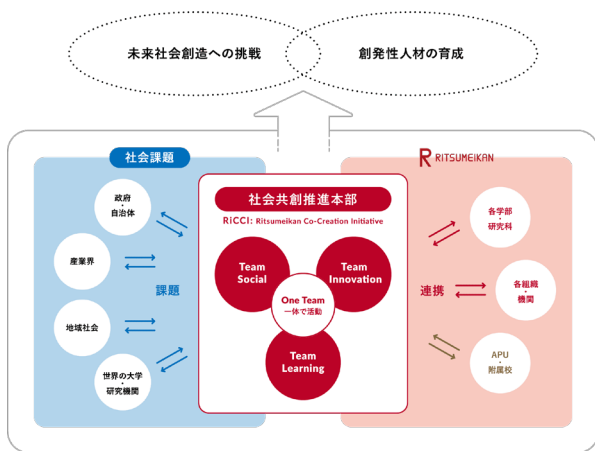 未来社会創造への挑戦
創発性人材の育成
社会課題
政府
・
自治体
産業界
地域社会
世界の大学
・
研究機関
課題
社会共創推進本部
RiCCI: Ritsumeikan Co-Creation Initiative
Team
Social
Team
Innovation
One Team
一体で活動
Team
Learning
R RITSUMEIKAN
連携
各学部
・
研究科
各組織
・
機関
APU
・
附属校